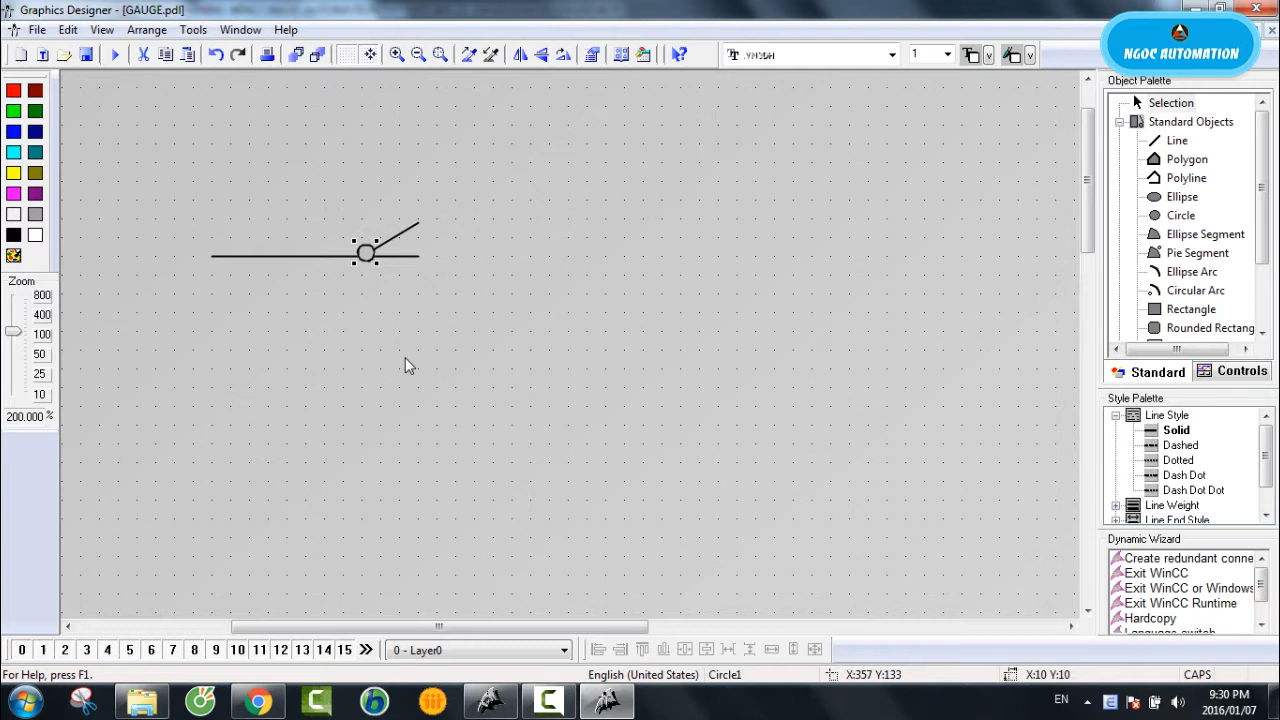 Graphics Designer - [GAUGE.pdl]
File Edit View Insert Format Arrange Tools Window Help
.VN3DH
1
NGOC AUTOMATION
Object Palette
Selection
Standard Objects
Line
Polygon
Polyline
Ellipse
Circle
Ellipse Segment
Pie Segment
Ellipse Arc
Circular Arc
Rectangle
Rounded Rectang
Standard
Controls
Zoom
800
400
100
50
25
10
200.000 %
Style Palette
Line Style
Solid
Dashed
Dotted
Dash Dot
Dash Dot Dot
Line Weight
Line End Style
Dynamic Wizard
Create redundant conne
Exit WinCC
Exit WinCC or Windows
Exit WinCC Runtime
Hardcopy
Language switch
0 1 2 3 4 5 6 7 8 9 10 11 12 13 14 15
0 - Layer0
For Help, press F1.
English (United States)
Circle1
X:357 Y:133
X:10 Y:10
CAPS
EN
9:30 PM
2016/01/07